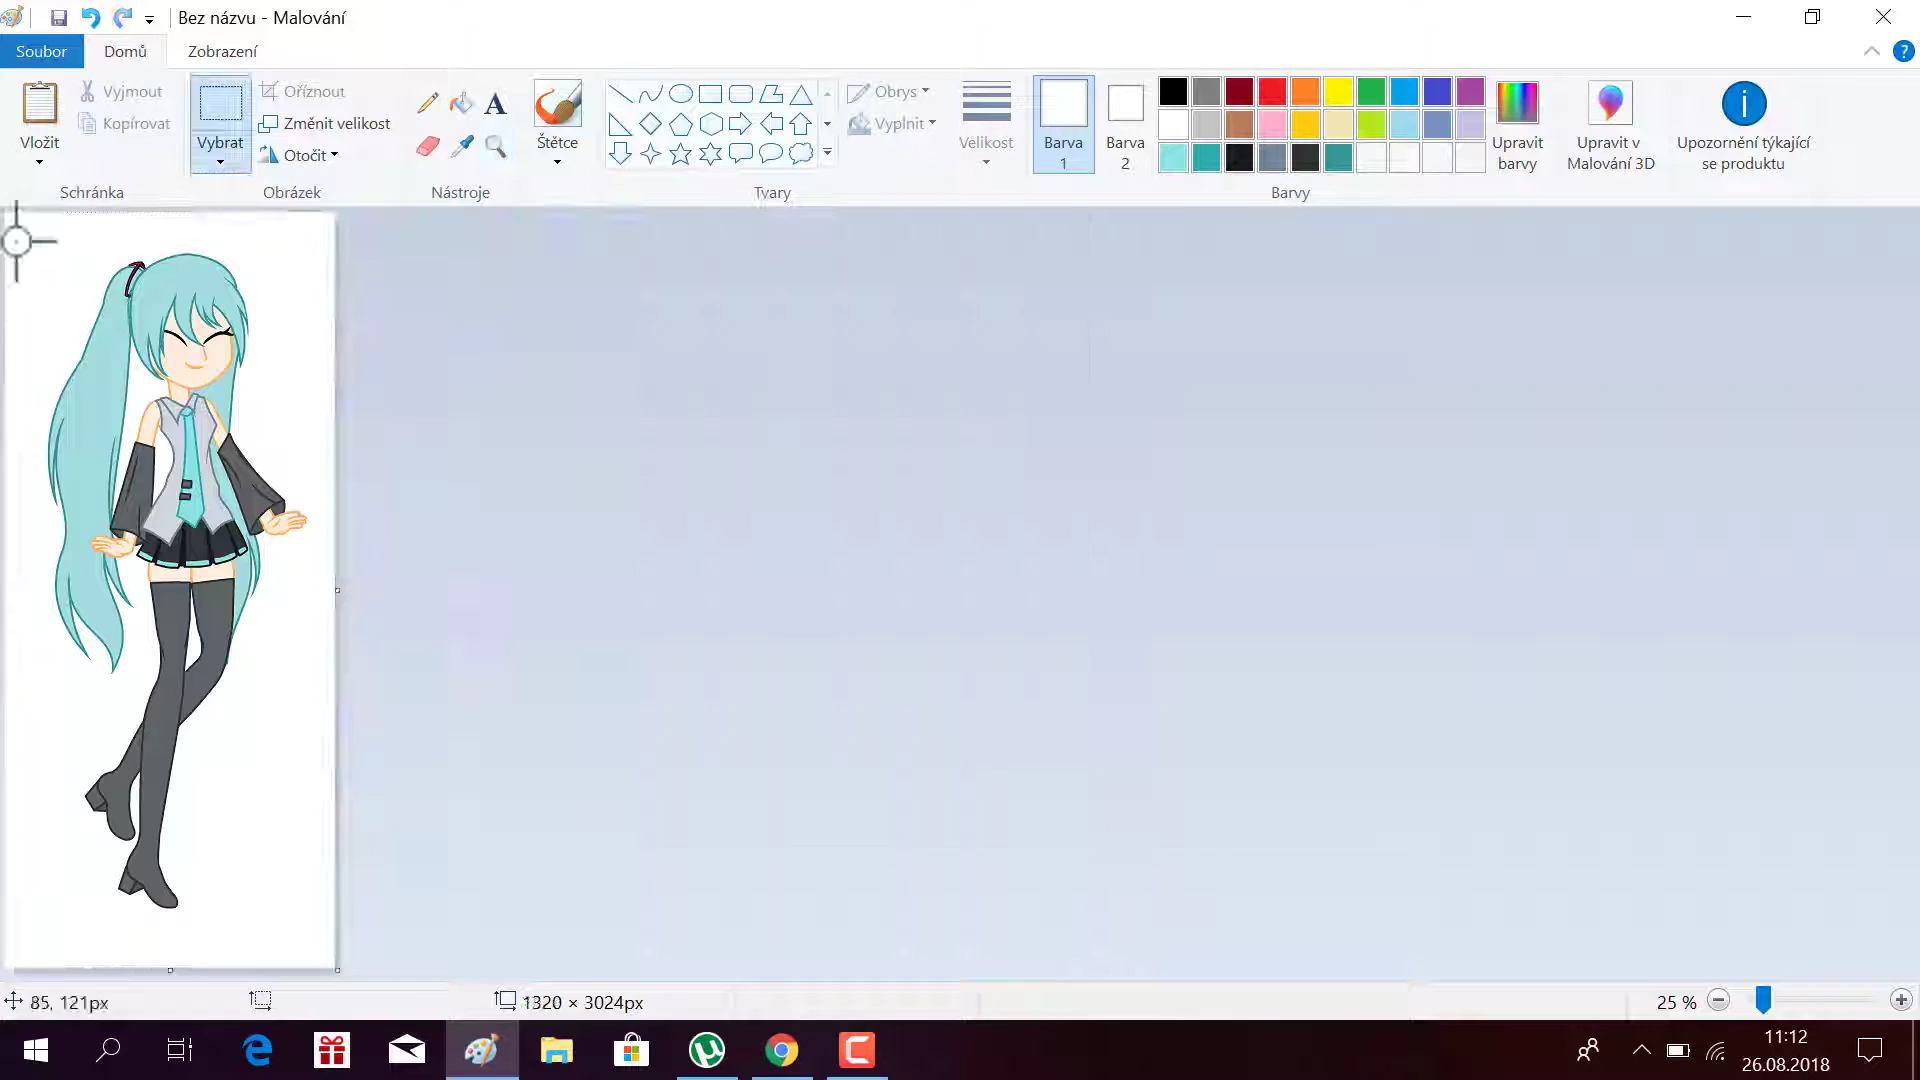 Bez názvu - Malování
Soubor
Domů
Zobrazení
Vložit
Vyjmout
Kopírovat
Schránka
Vybrat
Oříznout
Změnit velikost
Otočit
Obrázek
A
Nástroje
Štětce
Tvary
Obrys
Vyplnit
Velikost
Barva
1
Barva
2
Barvy
Upravit
barvy
Upravit v
Malování 3D
Upozornění týkající
se produktu
85, 121px
1320 × 3024px
25 %
11:12
26.08.2018